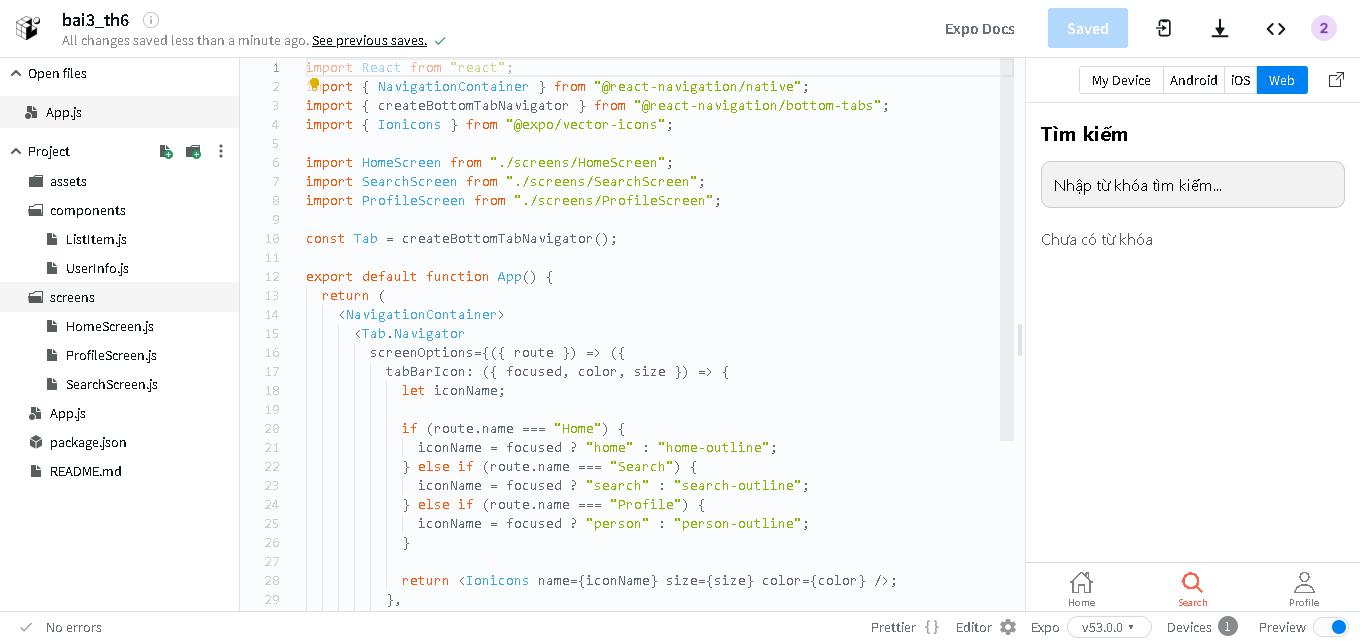 bai3_th6
All changes saved less than a minute ago. See previous saves.
Expo Docs
Saved
2
Open files
App.js
Project
assets
components
ListItem.js
UserInfo.js
screens
HomeScreen.js
ProfileScreen.js
SearchScreen.js
App.js
package.json
README.md
1 import React from "react";
2 import { NavigationContainer } from "@react-navigation/native";
3 import { createBottomTabNavigator } from "@react-navigation/bottom-tabs";
4 import { Ionicons } from "@expo/vector-icons";
5
6 import HomeScreen from "./screens/HomeScreen";
7 import SearchScreen from "./screens/SearchScreen";
8 import ProfileScreen from "./screens/ProfileScreen";
9
10 const Tab = createBottomTabNavigator();
11
12 export default function App() {
13 return (
14 <NavigationContainer>
15 <Tab.Navigator
16 screenOptions={({ route }) => ({
17 tabBarIcon: ({ focused, color, size }) => {
18 let iconName;
19
20 if (route.name === "Home") {
21 iconName = focused ? "home" : "home-outline";
22 } else if (route.name === "Search") {
23 iconName = focused ? "search" : "search-outline";
24 } else if (route.name === "Profile") {
25 iconName = focused ? "person" : "person-outline";
26 }
27
28 return <Ionicons name={iconName} size={size} color={color} />;
29 },
My Device Android iOS Web
Tìm kiếm
Nhập từ khóa tìm kiếm...
Chưa có từ khóa
Home Search Profile
No errors
Prettier {} Editor Expo v53.0.0 Devices 1 Preview